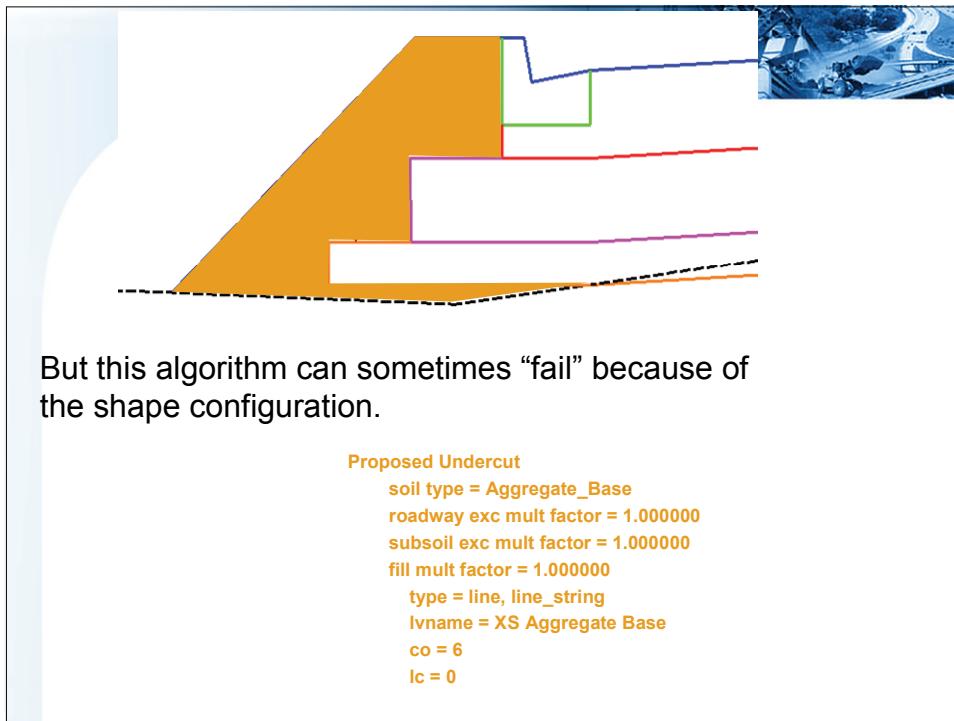 But this algorithm can sometimes “fail” because of
the shape configuration.
Proposed Undercut
soil type = Aggregate_Base
roadway exc mult factor = 1.000000
subsoil exc mult factor = 1.000000
fill mult factor = 1.000000
type = line, line_string
lvname = XS Aggregate Base
co = 6
lc = 0